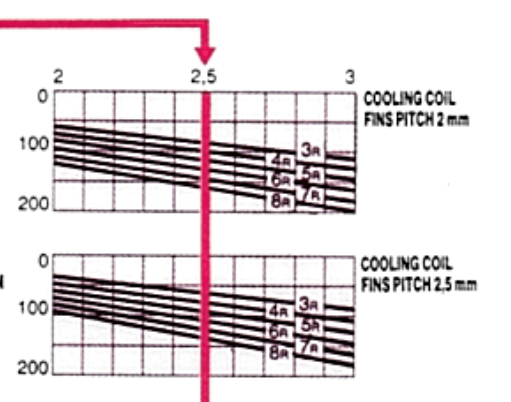 2 2,5 3
0
COOLING COIL
FINS PITCH 2 mm
100
3R
4R
5R
6R
7R
8R
200
0
COOLING COIL
FINS PITCH 2,5 mm
100
3R
4R
5R
6R
7R
8R
200